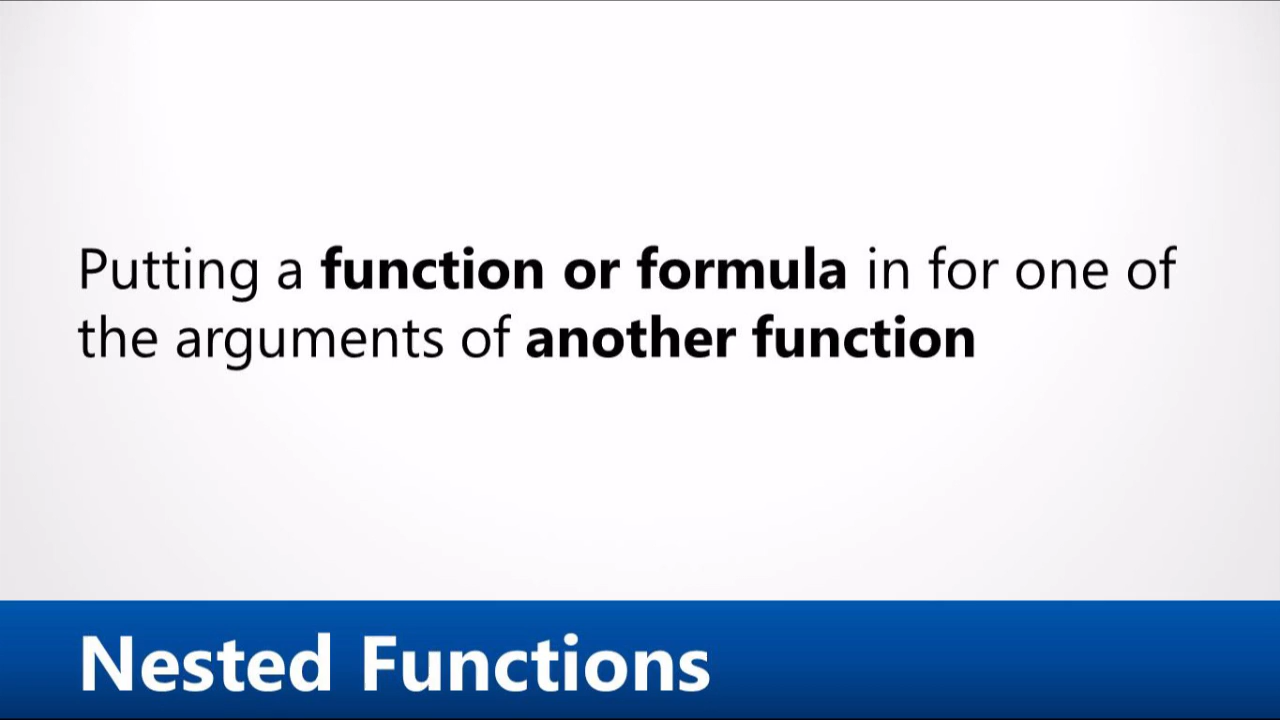 Putting a function or formula in for one of
the arguments of another function
Nested Functions